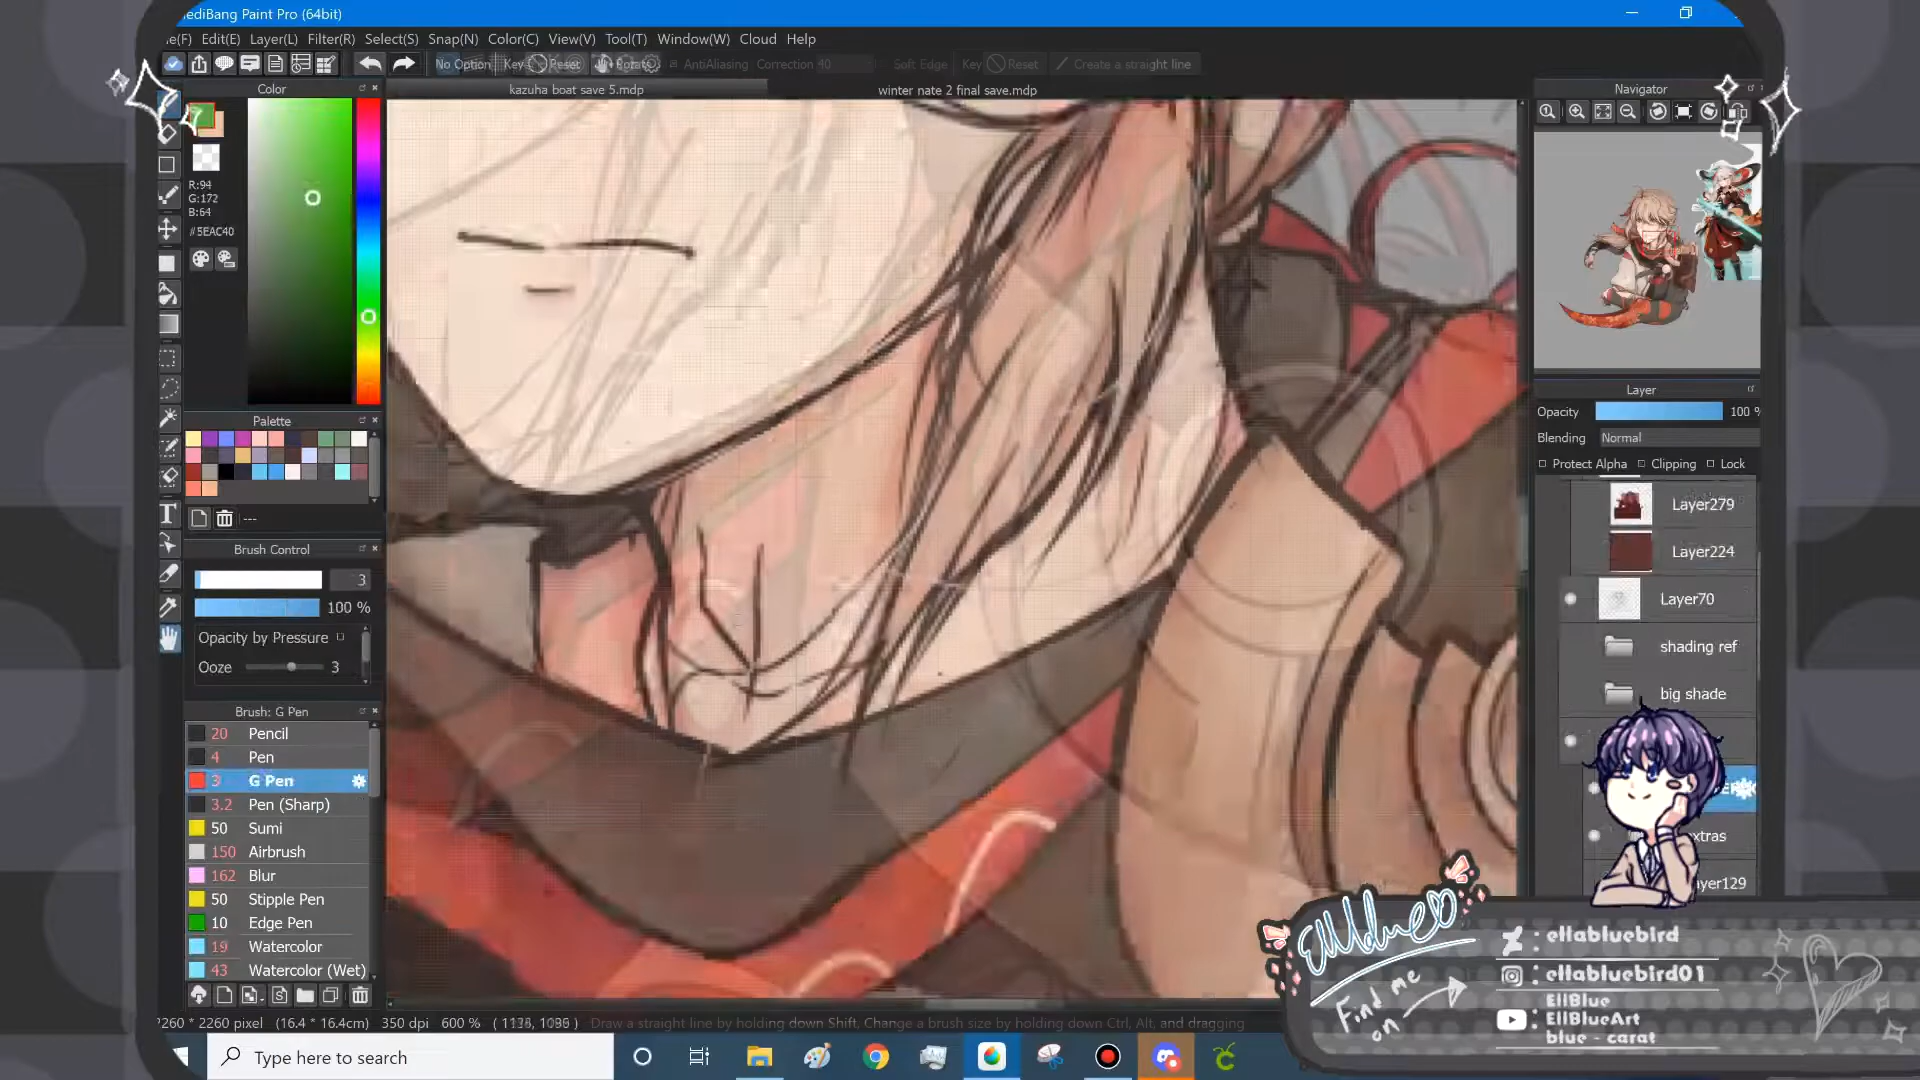 ediBang Paint Pro (64bit)
e(F) Edit(E) Layer(L) Filter(R) Select(S) Snap(N) Color(C) View(V) Tool(T) Window(W) Cloud Help
No Option Key Reset Rotate AntiAliasing Correction 40 Soft Edge Key Reset Create a straight line
Color
kazuha boat save 5.mdp
winter nate 2 final save.mdp
Navigator
R:94
G:172
B:64
#5EAC40
Palette
---
Brush Control
3
100 %
Opacity by Pressure
Ooze 3
Brush: G Pen
20 Pencil
4 Pen
3 G Pen
3.2 Pen (Sharp)
50 Sumi
150 Airbrush
162 Blur
50 Stipple Pen
10 Edge Pen
19 Watercolor
43 Watercolor (Wet)
Layer
Opacity 100 %
Blending Normal
Protect Alpha Clipping Lock
Layer279
Layer224
Layer70
shading ref
big shade
xtras
ayer129
?260 * 2260 pixel (16.4 * 16.4cm) 350 dpi 600 % Draw a straight line by holding down Shift, Change a brush size by holding down Ctrl, Alt, and dragging
Find me on
: ellabluebird
: ellabluebird01
: EllBlue
EllBlueArt
blue - carat
Type here to search